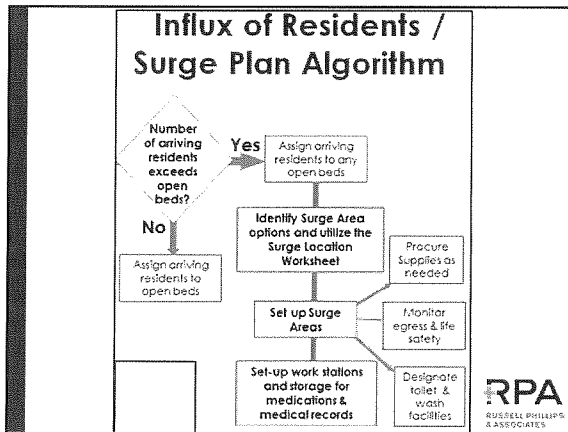 Influx of Residents /
Surge Plan Algorithm
Number
of arriving
residents
exceeds
open
beds?
Yes
No
Assign arriving
residents to any
open beds
Assign arriving
residents to
open beds
Identify Surge Area
options and utilize the
Surge Location
Worksheet
Procure
Supplies as
needed
Set up Surge
Areas
Monitor
egress & life
safety
Set-up work stations
and storage for
medications &
medical records
Designate
toilet &
wash
facilities
RPA
RUSSELL PHILLIPS
& ASSOCIATES